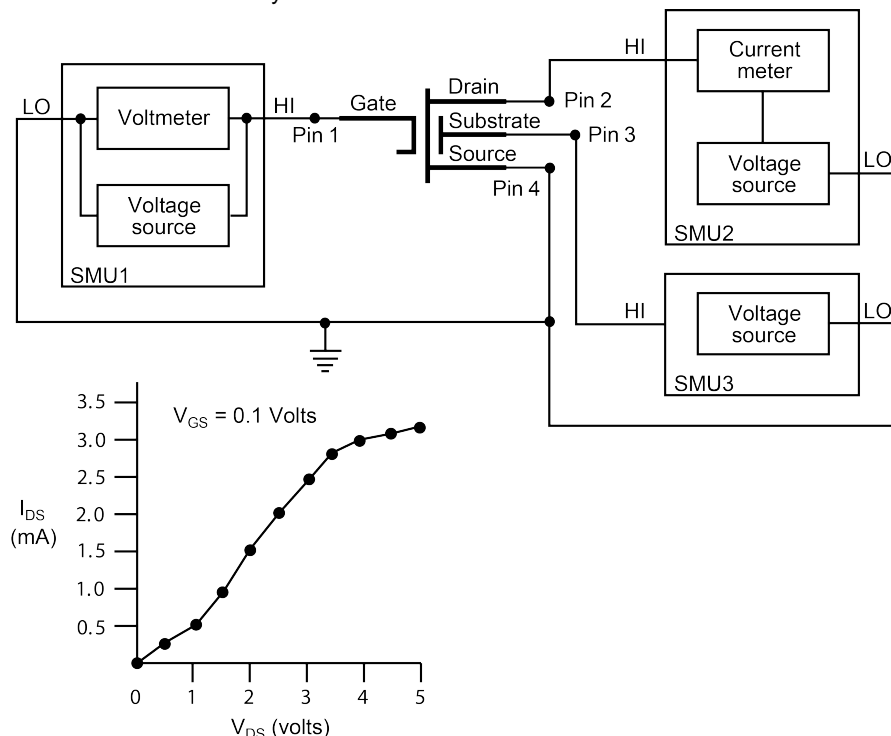 LO
Voltmeter
Voltage
source
SMU1
HI
Pin 1
Gate
Drain
Substrate
Source
Pin 2
Pin 3
Pin 4
HI
Current
meter
Voltage
source
LO
SMU2
HI
Voltage
source
LO
SMU3
V_GS = 0.1 Volts
I_DS
(mA)
3.5
3.0
2.5
2.0
1.5
1.0
0.5
0 1 2 3 4 5
V_DS (volts)